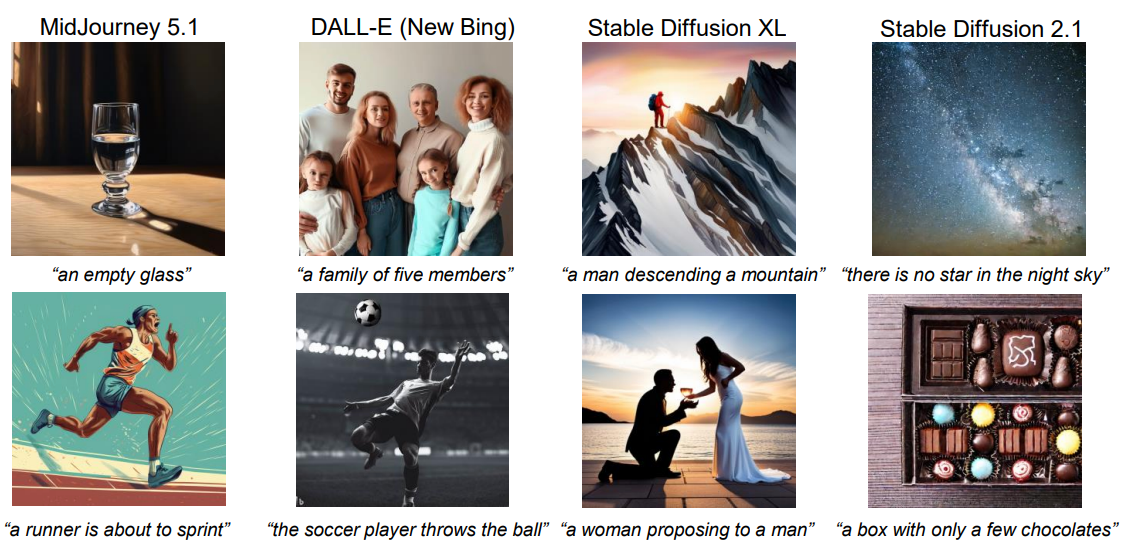 MidJourney 5.1
DALL-E (New Bing)
Stable Diffusion XL
Stable Diffusion 2.1
“an empty glass”
“a family of five members”
“a man descending a mountain”
“there is no star in the night sky”
“a runner is about to sprint”
“the soccer player throws the ball”
“a woman proposing to a man”
“a box with only a few chocolates”